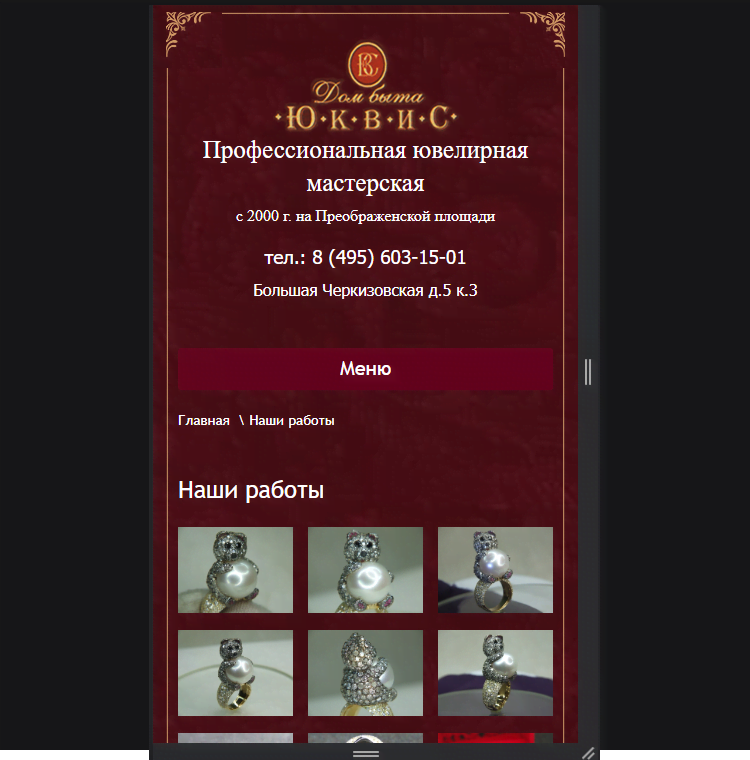 Дом быта
Ю·К·В·И·С
Профессиональная ювелирная
мастерская
с 2000 г. на Преображенской площади
тел.: 8 (495) 603-15-01
Большая Черкизовская д.5 к.3
Меню
Главная \ Наши работы
Наши работы